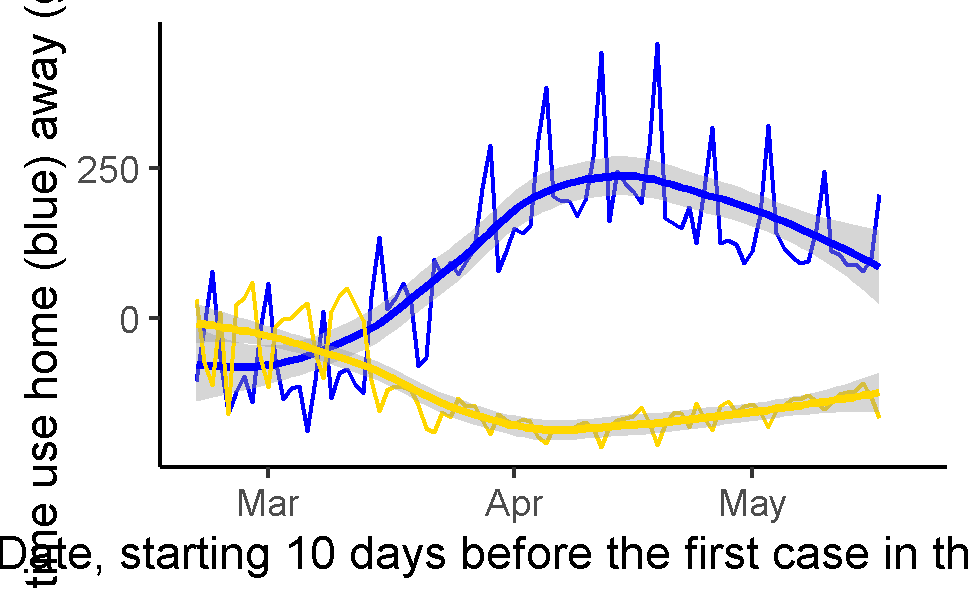 time use home (blue) away (
250
0
Mar Apr May
Date, starting 10 days before the first case in th